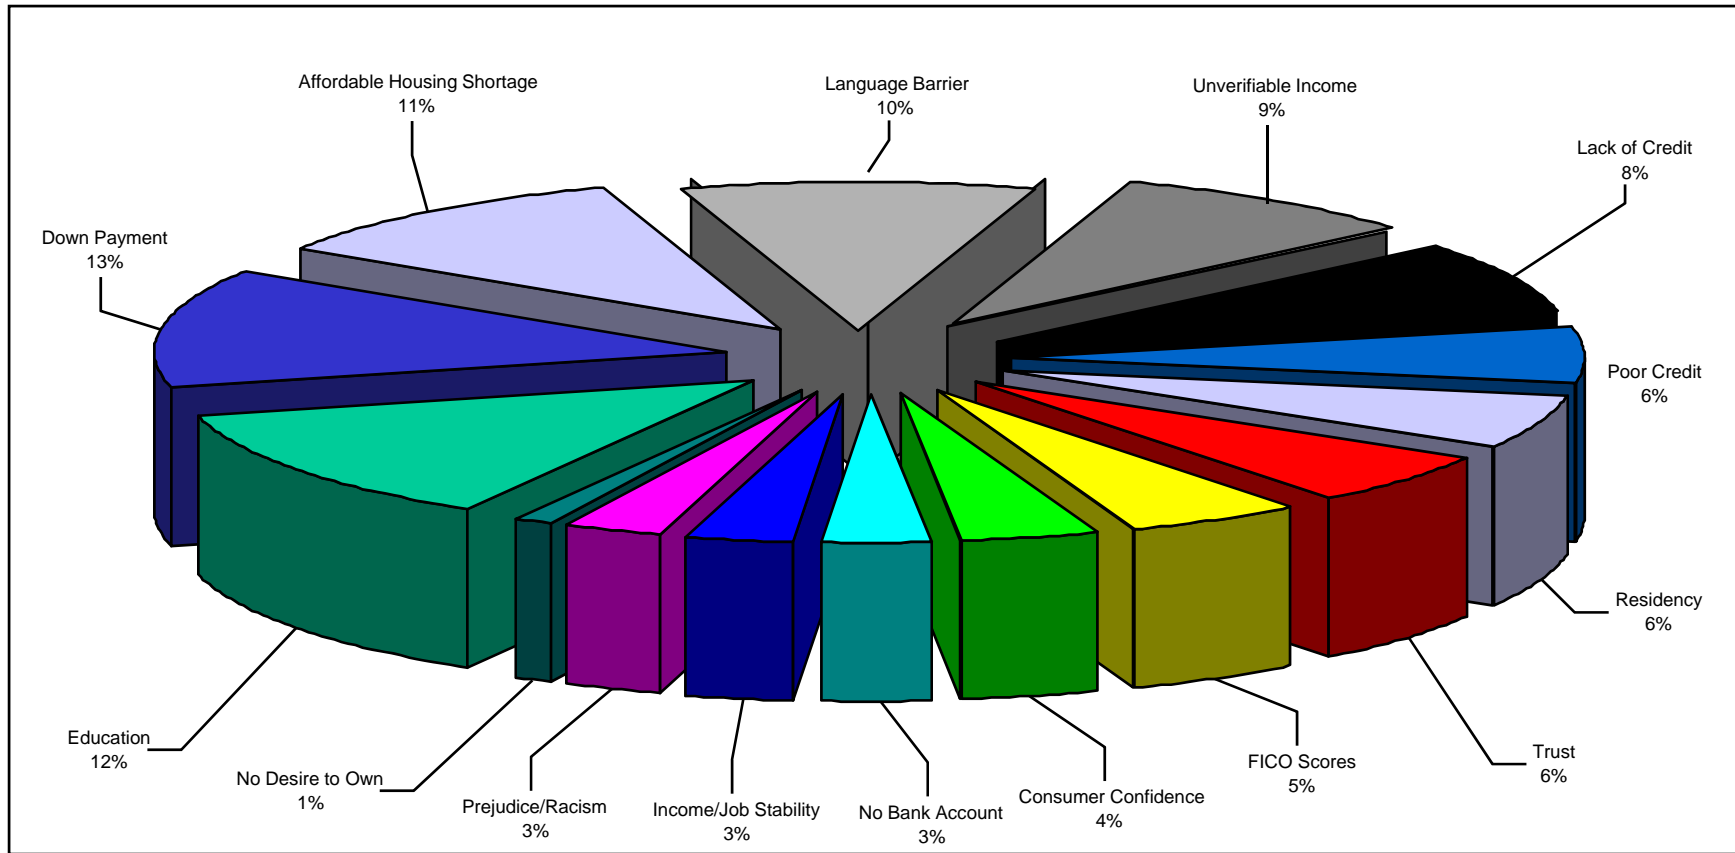 Affordable Housing Shortage
11%
Language Barrier
10%
Unverifiable Income
9%
Lack of Credit
8%
Down Payment
13%
Poor Credit
6%
Residency
6%
Education
12%
No Desire to Own
1%
Prejudice/Racism
3%
Income/Job Stability
3%
No Bank Account
3%
Consumer Confidence
4%
FICO Scores
5%
Trust
6%